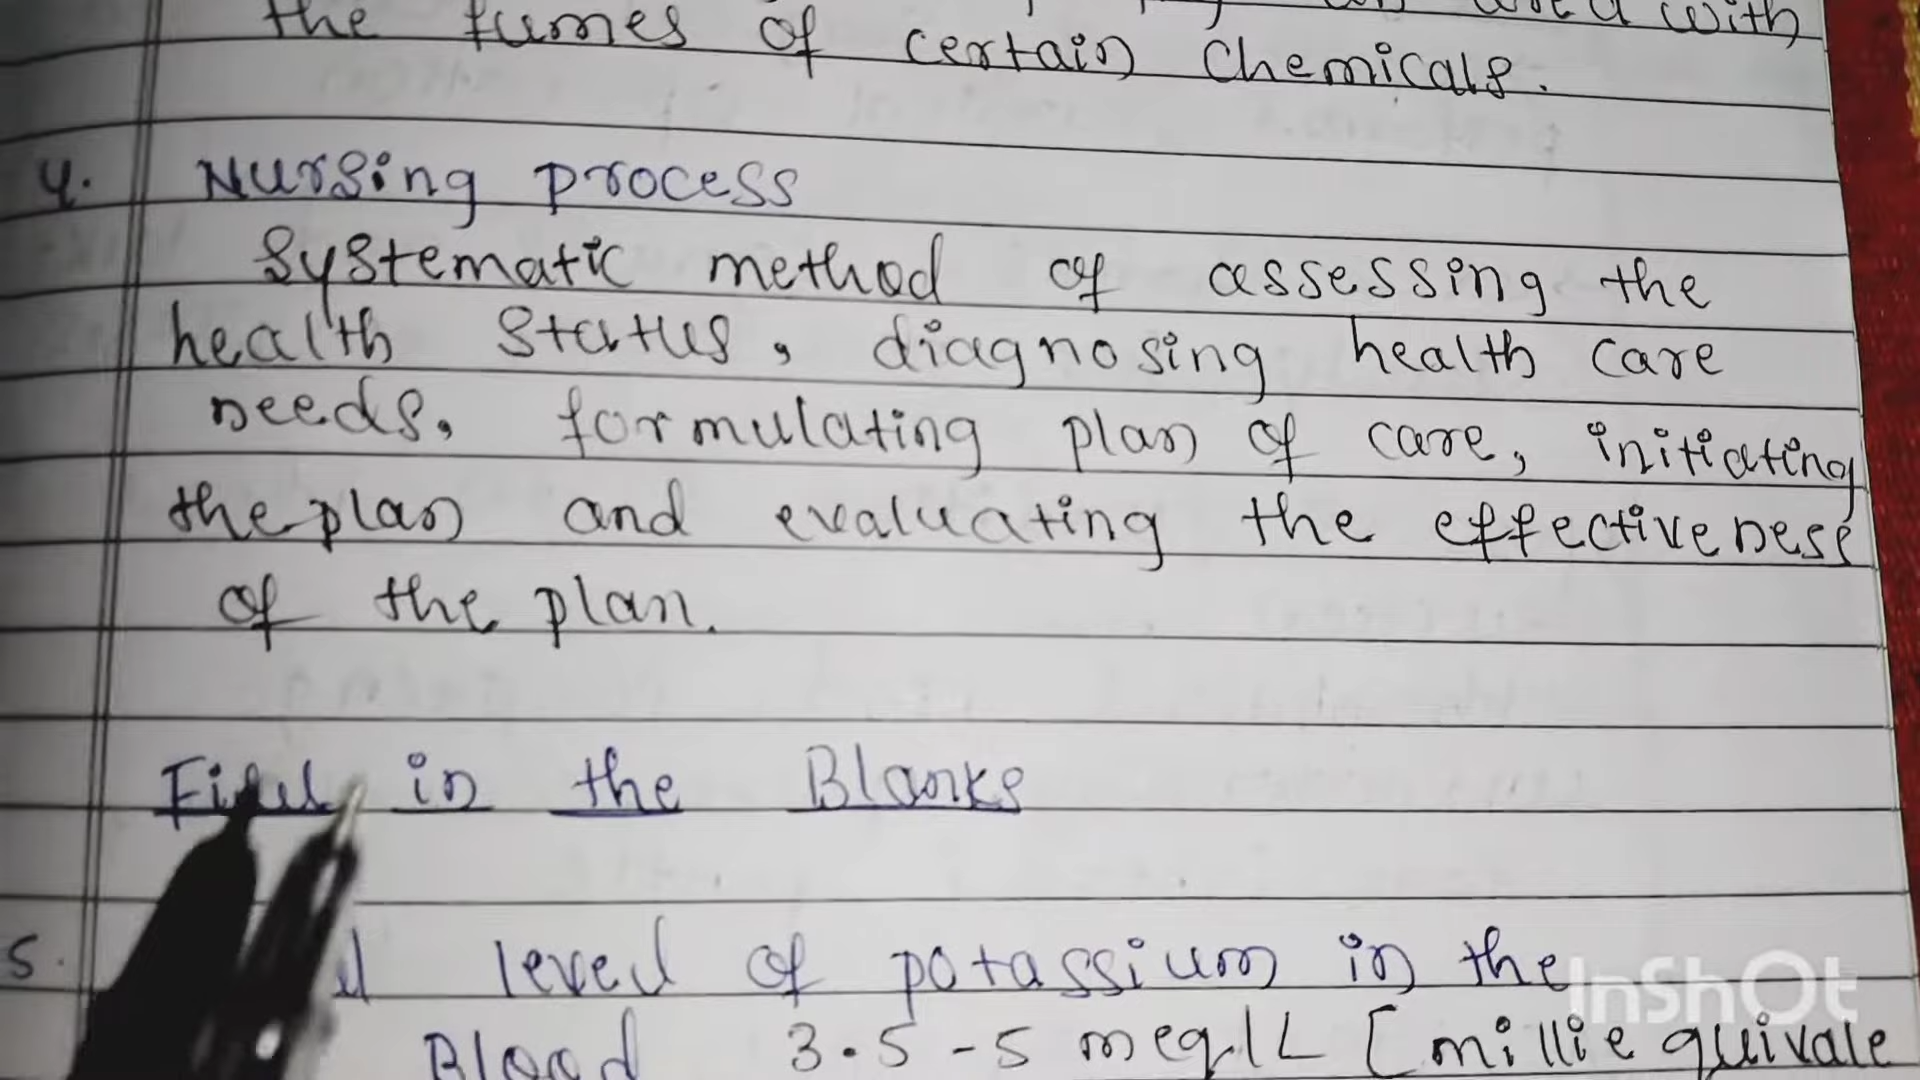 with
the fumes of certain Chemicals.
4. Nursing process
Systematic method of assessing the
health status, diagnosing health care
needs, formulating plan of care, initiating
the plan and evaluating the effectiveness
of the plan.
in the Blanks
5. level of potassium in the
Blood 3.5-5 meq/L [millie quivale
InShOt